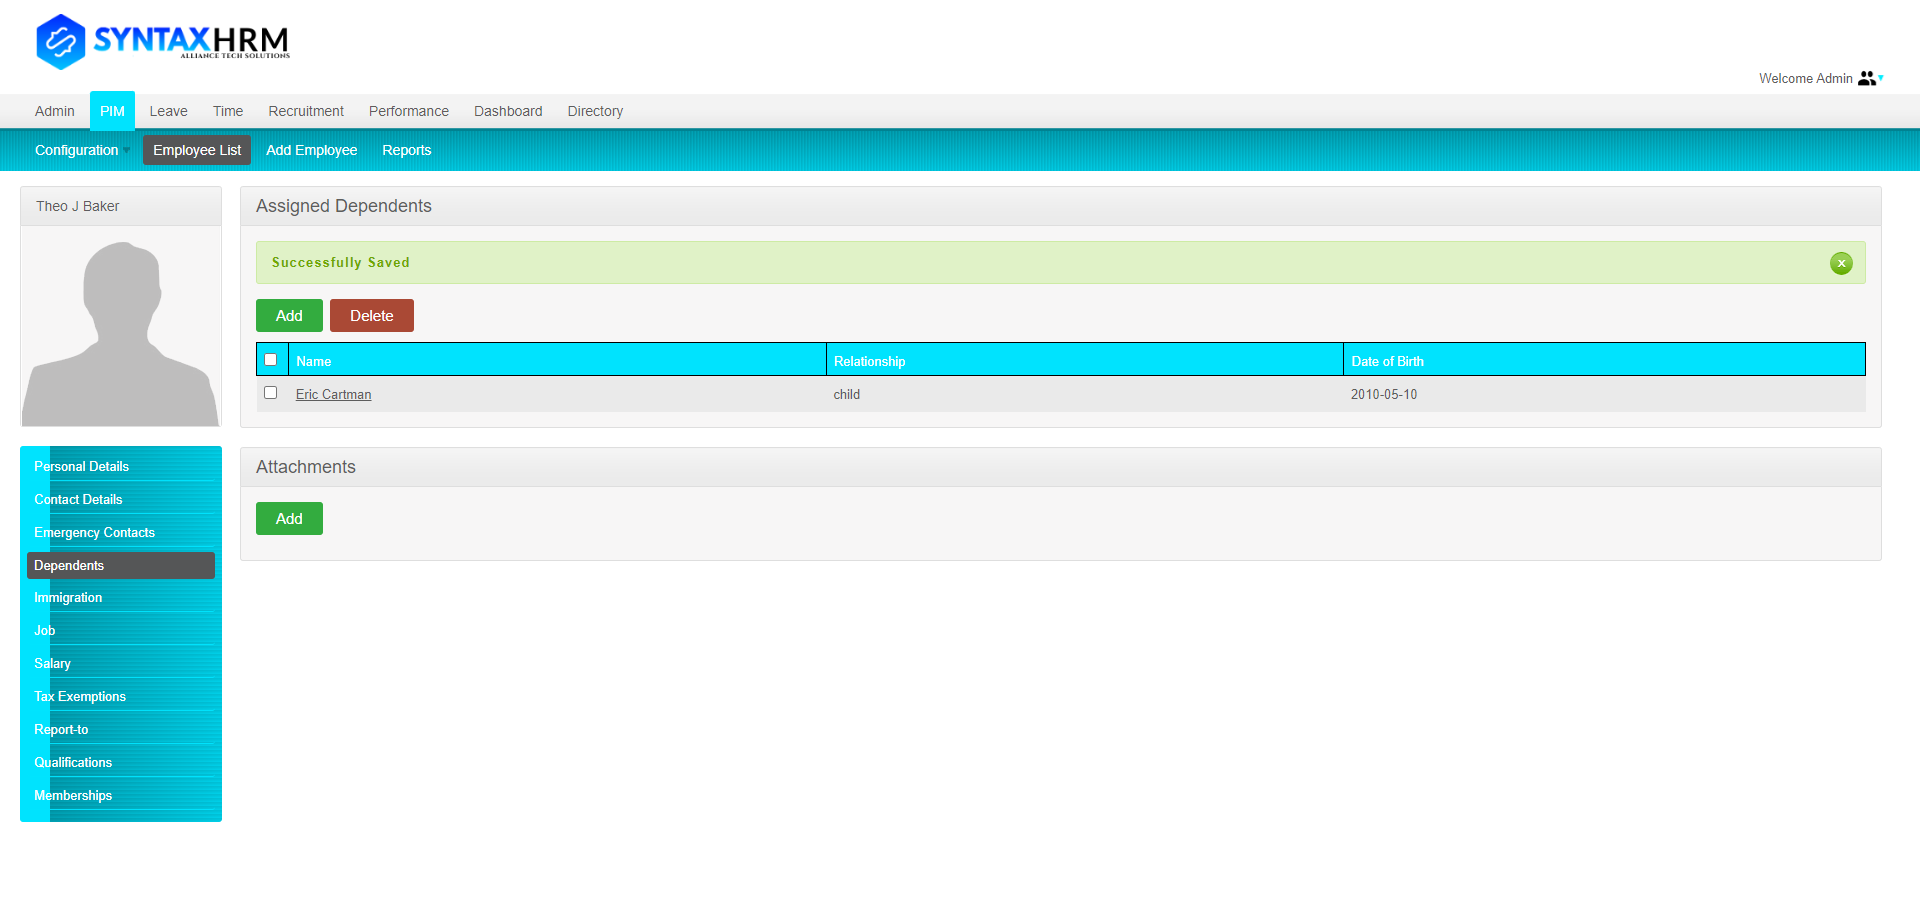 SYNTAXHRM
ALLIANCE TECH SOLUTIONS
Welcome Admin
Admin PIM Leave Time Recruitment Performance Dashboard Directory
Configuration Employee List Add Employee Reports
Theo J Baker
Assigned Dependents
Successfully Saved
x
Add Delete
Name Relationship Date of Birth
Eric Cartman child 2010-05-10
Attachments
Add
Personal Details
Contact Details
Emergency Contacts
Dependents
Immigration
Job
Salary
Tax Exemptions
Report-to
Qualifications
Memberships